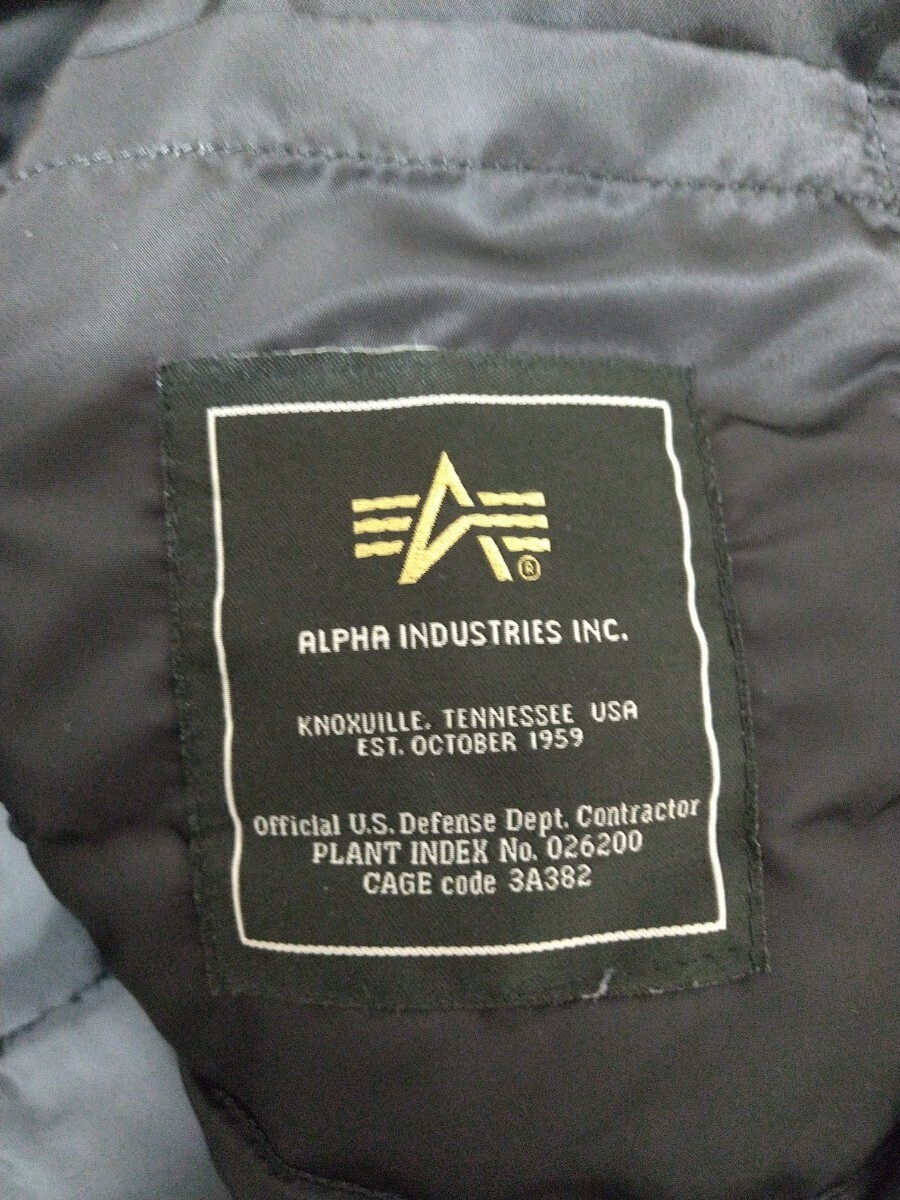 ®
ALPHA INDUSTRIES INC.
KNOXVILLE, TENNESSEE USA
EST. OCTOBER 1959
Official U.S. Defense Dept. Contractor
PLANT INDEX No. 026200
CAGE code 3A382